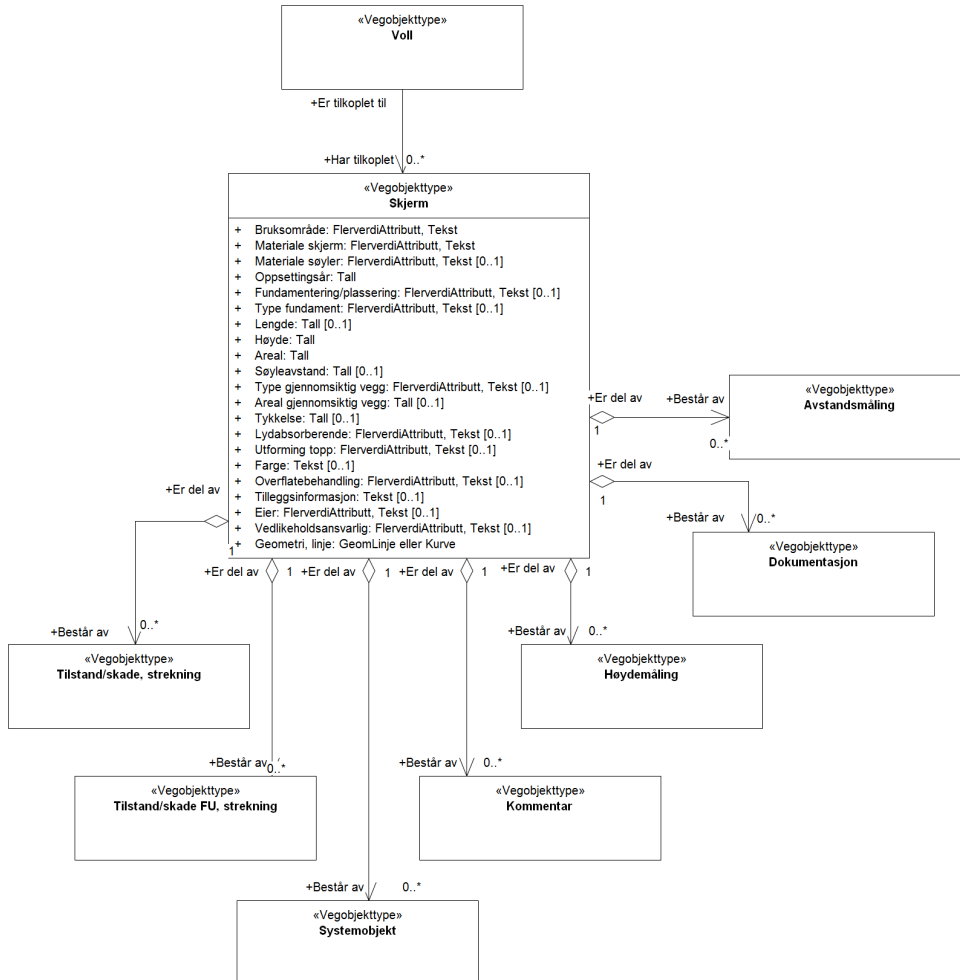 «Vegobjekttype»
Voll
+Er tilkoplet til
+Har tilkoplet 0..*
«Vegobjekttype»
Skjerm
+ Bruksområde: FlerverdiAttributt, Tekst
+ Materiale skjerm: FlerverdiAttributt, Tekst
+ Materiale søyler: FlerverdiAttributt, Tekst [0..1]
+ Oppsettingsår: Tall
+ Fundamentering/plassering: FlerverdiAttributt, Tekst [0..1]
+ Type fundament: FlerverdiAttributt, Tekst [0..1]
+ Lengde: Tall [0..1]
+ Høyde: Tall
+ Areal: Tall
+ Søyleavstand: Tall [0..1]
+ Type gjennomsiktig vegg: FlerverdiAttributt, Tekst [0..1]
+ Areal gjennomsiktig vegg: Tall [0..1]
+ Tykkelse: Tall [0..1]
+ Lydabsorberende: FlerverdiAttributt, Tekst [0..1]
+ Utforming topp: FlerverdiAttributt, Tekst [0..1]
+ Farge: Tekst [0..1]
+ Overflatebehandling: FlerverdiAttributt, Tekst [0..1]
+ Tilleggsinformasjon: Tekst [0..1]
+ Eier: FlerverdiAttributt, Tekst [0..1]
+ Vedlikeholdsansvarlig: FlerverdiAttributt, Tekst [0..1]
+ Geometri, linje: GeomLinje eller Kurve
+Er del av
1
+Består av
0..*
«Vegobjekttype»
Avstandsmåling
+Er del av
1
+Består av 0..*
«Vegobjekttype»
Dokumentasjon
+Er del av
1
+Består av 0..*
«Vegobjekttype»
Tilstand/skade, strekning
+Er del av 1
+Består av 0..*
«Vegobjekttype»
Tilstand/skade FU, strekning
+Er del av 1
+Består av 0..*
«Vegobjekttype»
Systemobjekt
+Er del av 1
+Består av 0..*
«Vegobjekttype»
Kommentar
+Er del av 1
+Består av 0..*
«Vegobjekttype»
Høydemåling